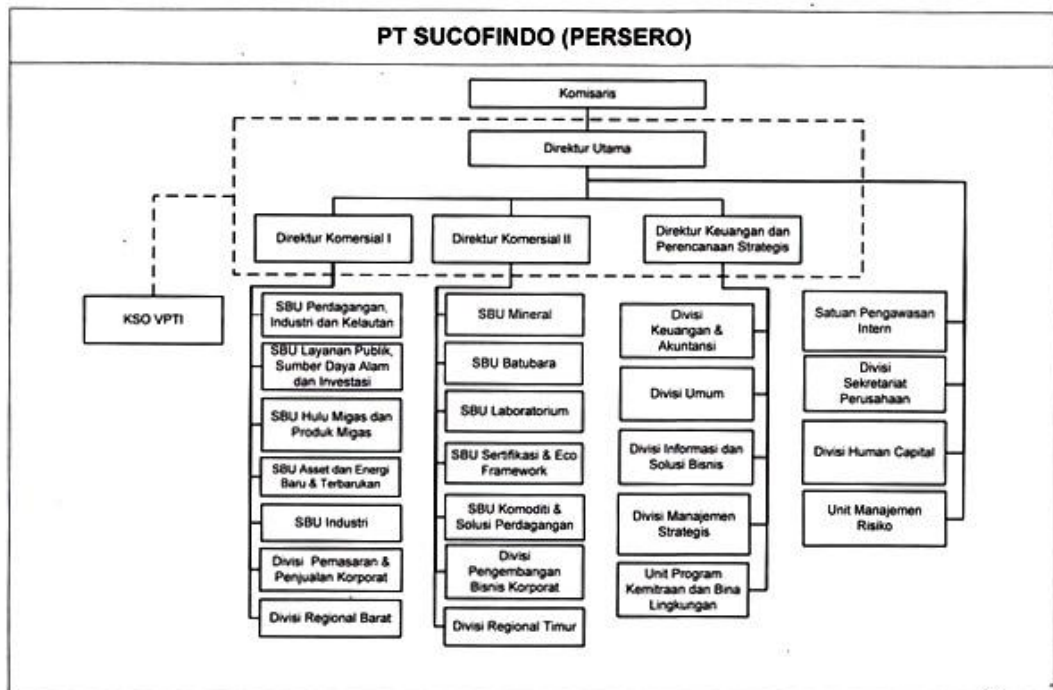 PT SUCOFINDO (PERSERO)
Komisaris
Direktur Utama
Direktur Komersial I
Direktur Komersial II
Direktur Keuangan dan
Perencanaan Strategis
KSO VPTI
SBU Perdagangan,
Industri dan Kelautan
SBU Layanan Publik,
Sumber Daya Alam
dan Investasi
SBU Hulu Migas dan
Produk Migas
SBU Asset dan Energi
Baru & Terbarukan
SBU Industri
Divisi Pemasaran &
Penjualan Korporat
Divisi Regional Barat
SBU Mineral
SBU Batubara
SBU Laboratorium
SBU Sertifikasi & Eco
Framework
SBU Komoditi &
Solusi Perdagangan
Divisi
Pengembangan
Bisnis Korporat
Divisi Regional Timur
Divisi
Keuangan &
Akuntansi
Divisi Umum
Divisi Informasi dan
Solusi Bisnis
Divisi Manajemen
Strategis
Unit Program
Kemitraan dan Bina
Lingkungan
Satuan Pengawasan
Intern
Divisi
Sekretariat
Perusahaan
Divisi Human Capital
Unit Manajemen
Risiko